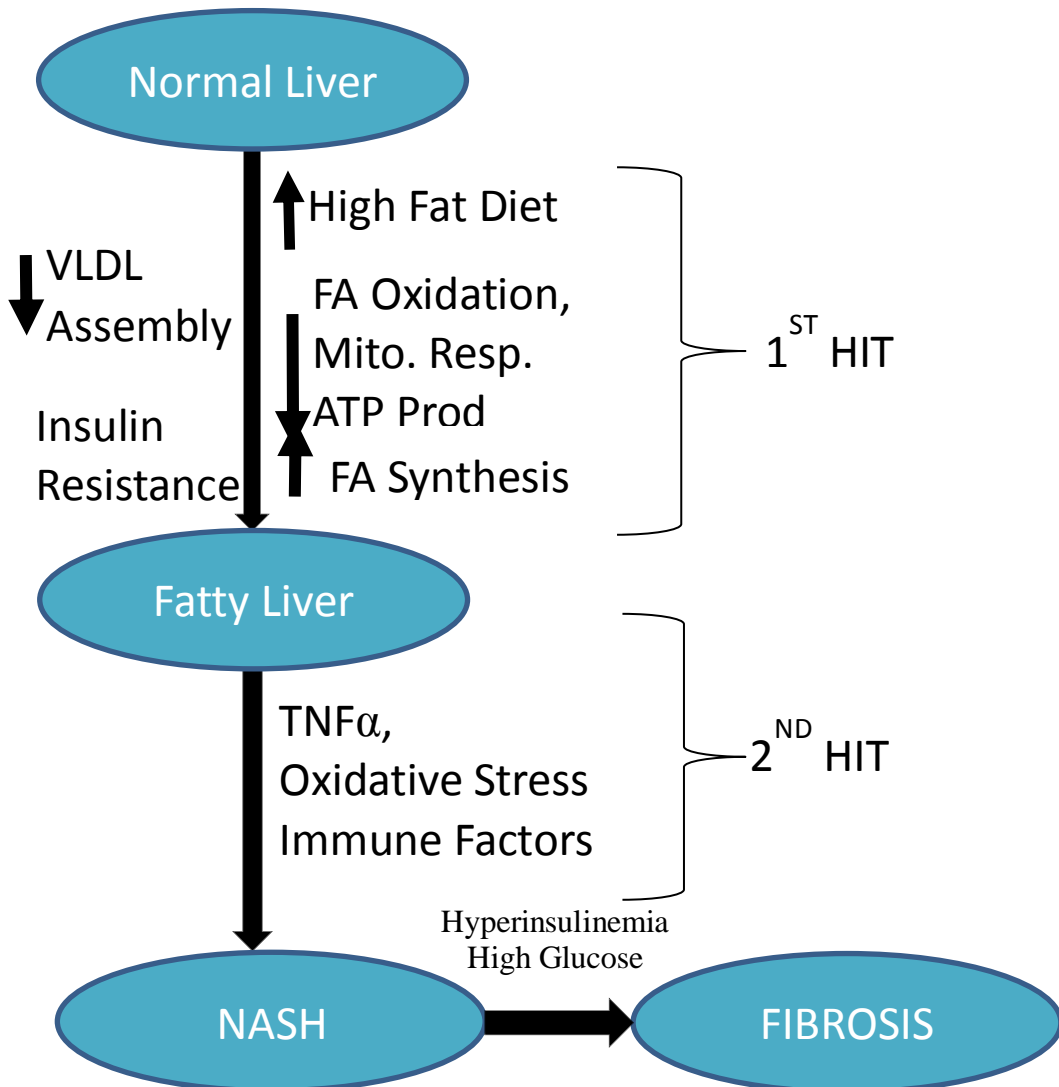 Normal Liver
High Fat Diet
VLDL
Assembly
FA Oxidation,
Mito. Resp.
ATP Prod
Insulin
Resistance
FA Synthesis
1ST HIT
Fatty Liver
TNFα,
Oxidative Stress
Immune Factors
2ND HIT
Hyperinsulinemia
High Glucose
NASH
FIBROSIS